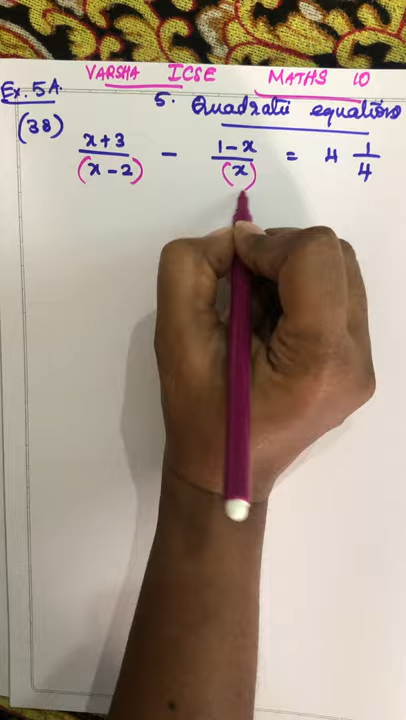 VARSHA ICSE MATHS 10
Ex. 5A
5. Quadratic equations
(38) x+3/(x-2) - 1-x/(x) = 4 1/4